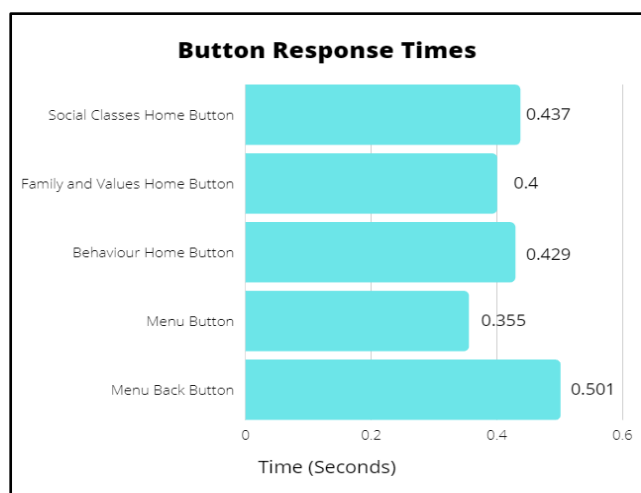 Button Response Times
Social Classes Home Button 0.437
Family and Values Home Button 0.4
Behaviour Home Button 0.429
Menu Button 0.355
Menu Back Button 0.501
0 0.2 0.4 0.6
Time (Seconds)